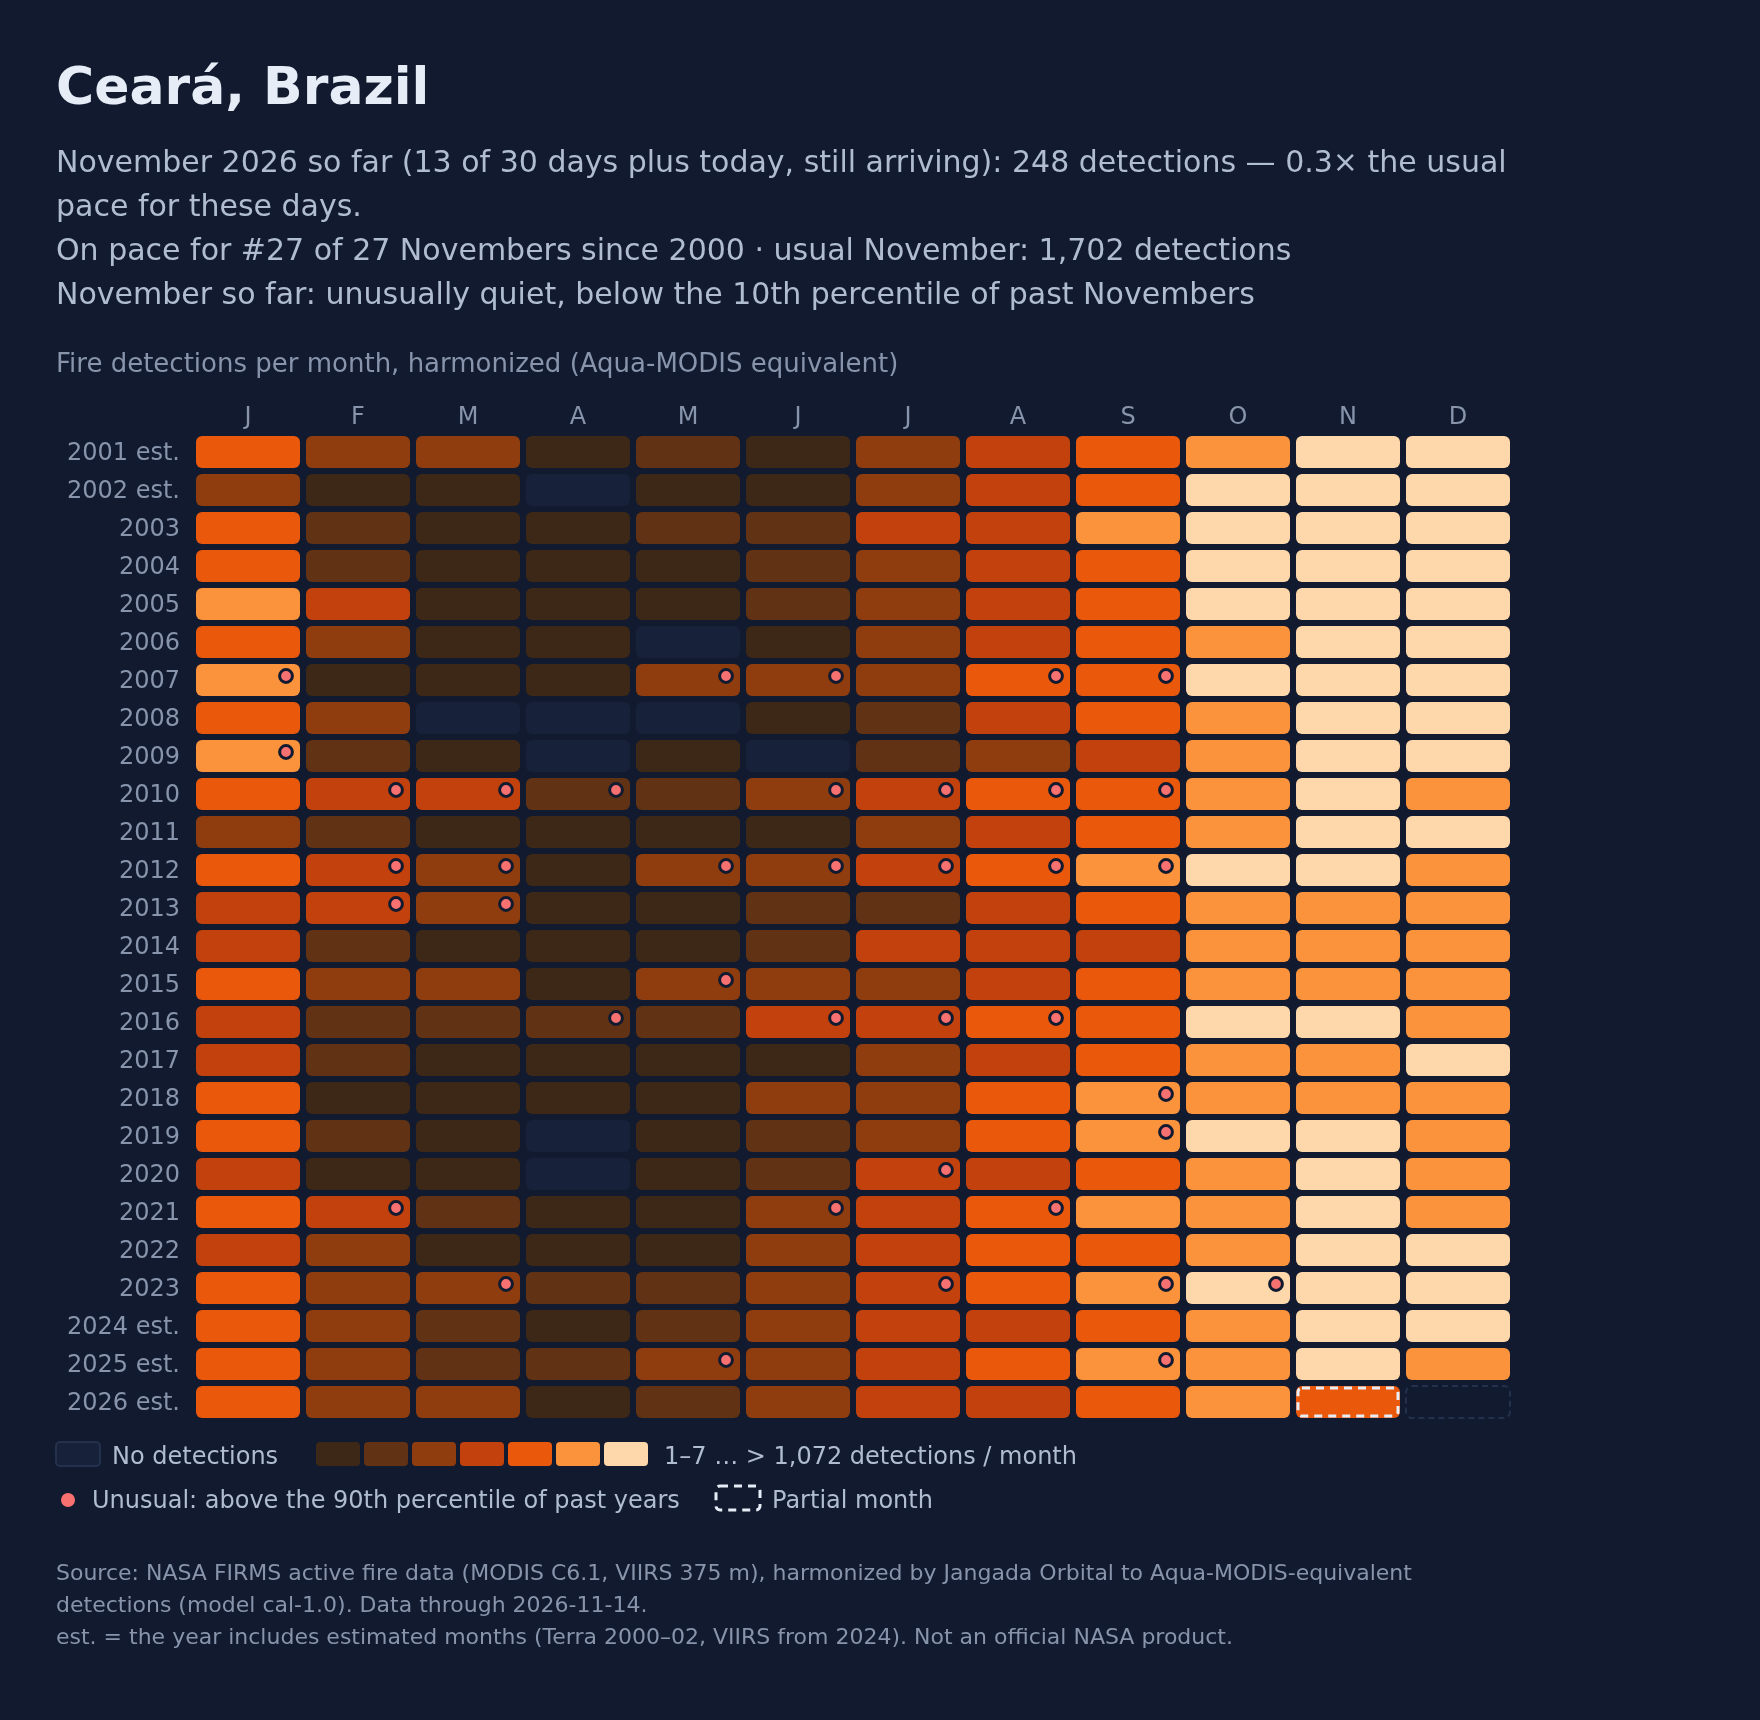 Ceará, Brazil
November 2026 so far (13 of 30 days plus today, still arriving): 248 detections — 0.3× the usual
pace for these days.
On pace for #27 of 27 Novembers since 2000 · usual November: 1,702 detections
November so far: unusually quiet, below the 10th percentile of past Novembers
Fire detections per month, harmonized (Aqua-MODIS equivalent)
J F M A M J J A S O N D
2001 est.
2002 est.
2003
2004
2005
2006
2007
2008
2009
2010
2011
2012
2013
2014
2015
2016
2017
2018
2019
2020
2021
2022
2023
2024 est.
2025 est.
2026 est.
No detections 1–7 … > 1,072 detections / month
Unusual: above the 90th percentile of past years Partial month
Source: NASA FIRMS active fire data (MODIS C6.1, VIIRS 375 m), harmonized by Jangada Orbital to Aqua-MODIS-equivalent
detections (model cal-1.0). Data through 2026-11-14.
est. = the year includes estimated months (Terra 2000–02, VIIRS from 2024). Not an official NASA product.